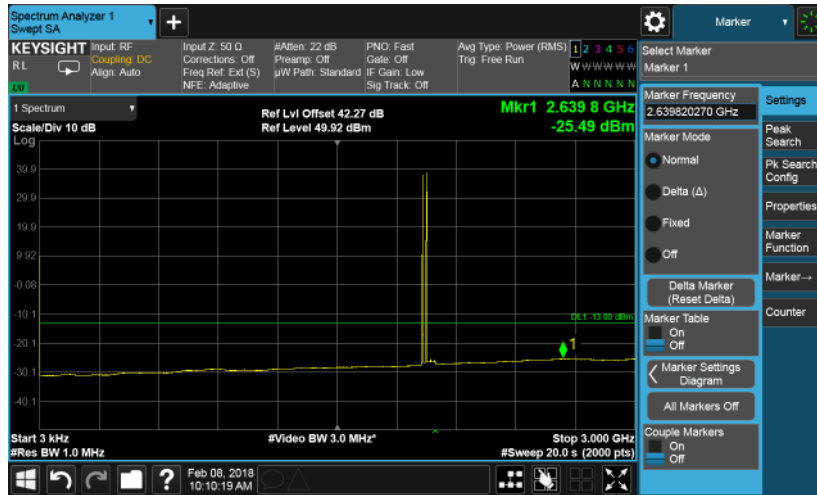 Spectrum Analyzer 1
Swept SA
Marker
KEYSIGHT
RL
LXI
Input: RF
Coupling: DC
Align: Auto
Input Z: 50 Ω
Corrections: Off
Freq Ref: Ext (S)
NFE: Adaptive
#Atten: 22 dB
Preamp: Off
µW Path: Standard
PNO: Fast
Gate: Off
IF Gain: Low
Sig Track: Off
Avg Type: Power (RMS)
Trig: Free Run
1 2 3 4 5 6
W W W W W W
A N N N N N
Select Marker
Marker 1
1 Spectrum
Scale/Div 10 dB
Log
Ref Lvl Offset 42.27 dB
Ref Level 49.92 dBm
Mkr1 2.639 8 GHz
-25.49 dBm
39.9
29.9
19.9
9.92
-0.08
-10.1
-20.1
-30.1
-40.1
DL1 -13.00 dBm
1
Start 3 kHz
#Res BW 1.0 MHz
#Video BW 3.0 MHz*
Stop 3.000 GHz
#Sweep 20.0 s (2000 pts)
Marker Frequency
2.639820270 GHz
Marker Mode
Normal
Delta (Δ)
Fixed
Off
Delta Marker
(Reset Delta)
Marker Table
On
Off
Marker Settings
Diagram
All Markers Off
Couple Markers
On
Off
Settings
Peak
Search
Pk Search
Config
Properties
Marker
Function
Marker→
Counter
?
Feb 08, 2018
10:10:19 AM